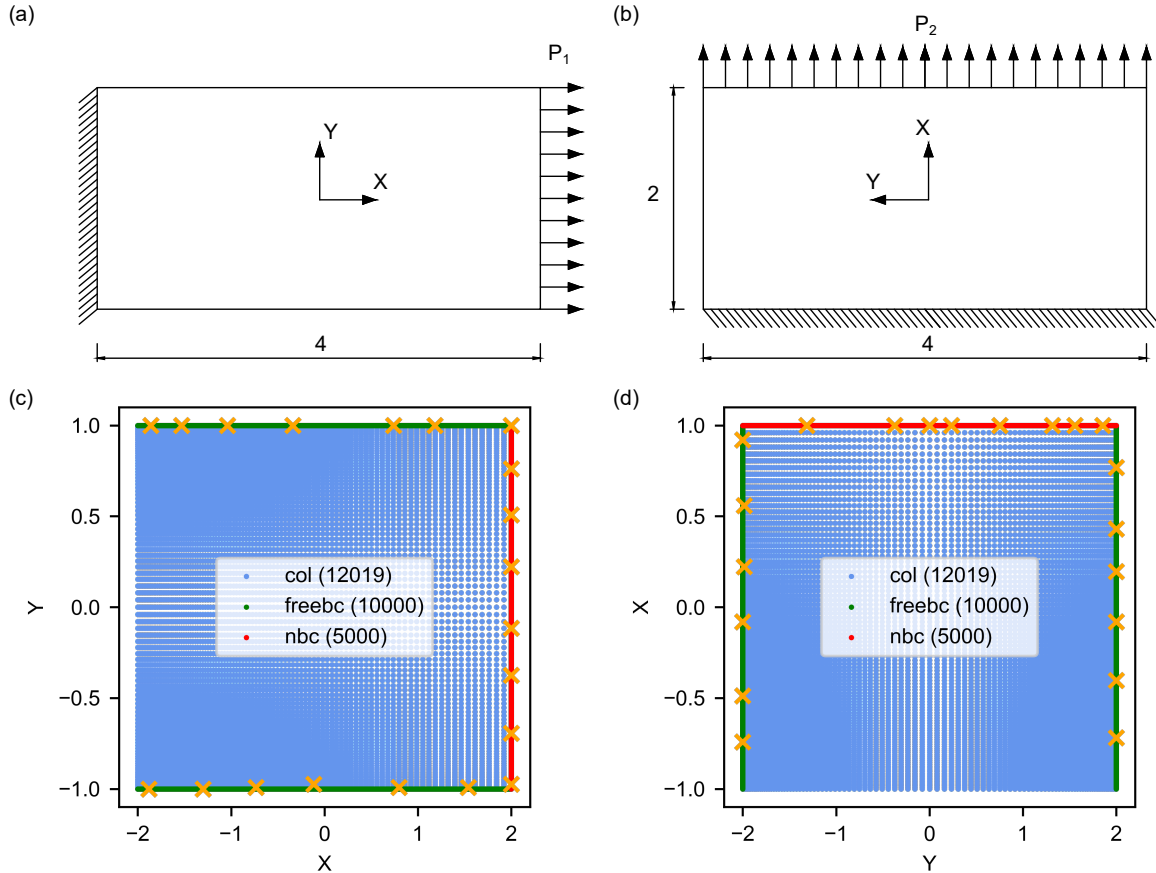 (a)
P1
Y
X
4
(b)
P2
X
Y
2
4
(c)
1.0
0.5
0.0
−0.5
−1.0
Y
col (12019)
freebc (10000)
nbc (5000)
−2 −1 0 1 2
X
(d)
1.0
0.5
0.0
−0.5
−1.0
X
col (12019)
freebc (10000)
nbc (5000)
−2 −1 0 1 2
Y